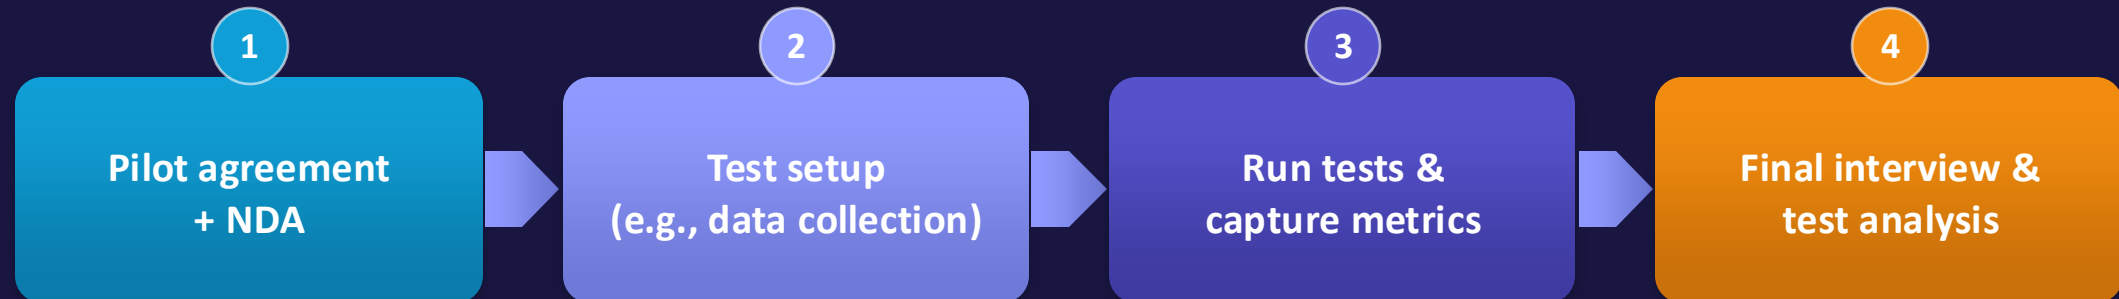 1
Pilot agreement
+ NDA
2
Test setup
(e.g., data collection)
3
Run tests &
capture metrics
4
Final interview &
test analysis